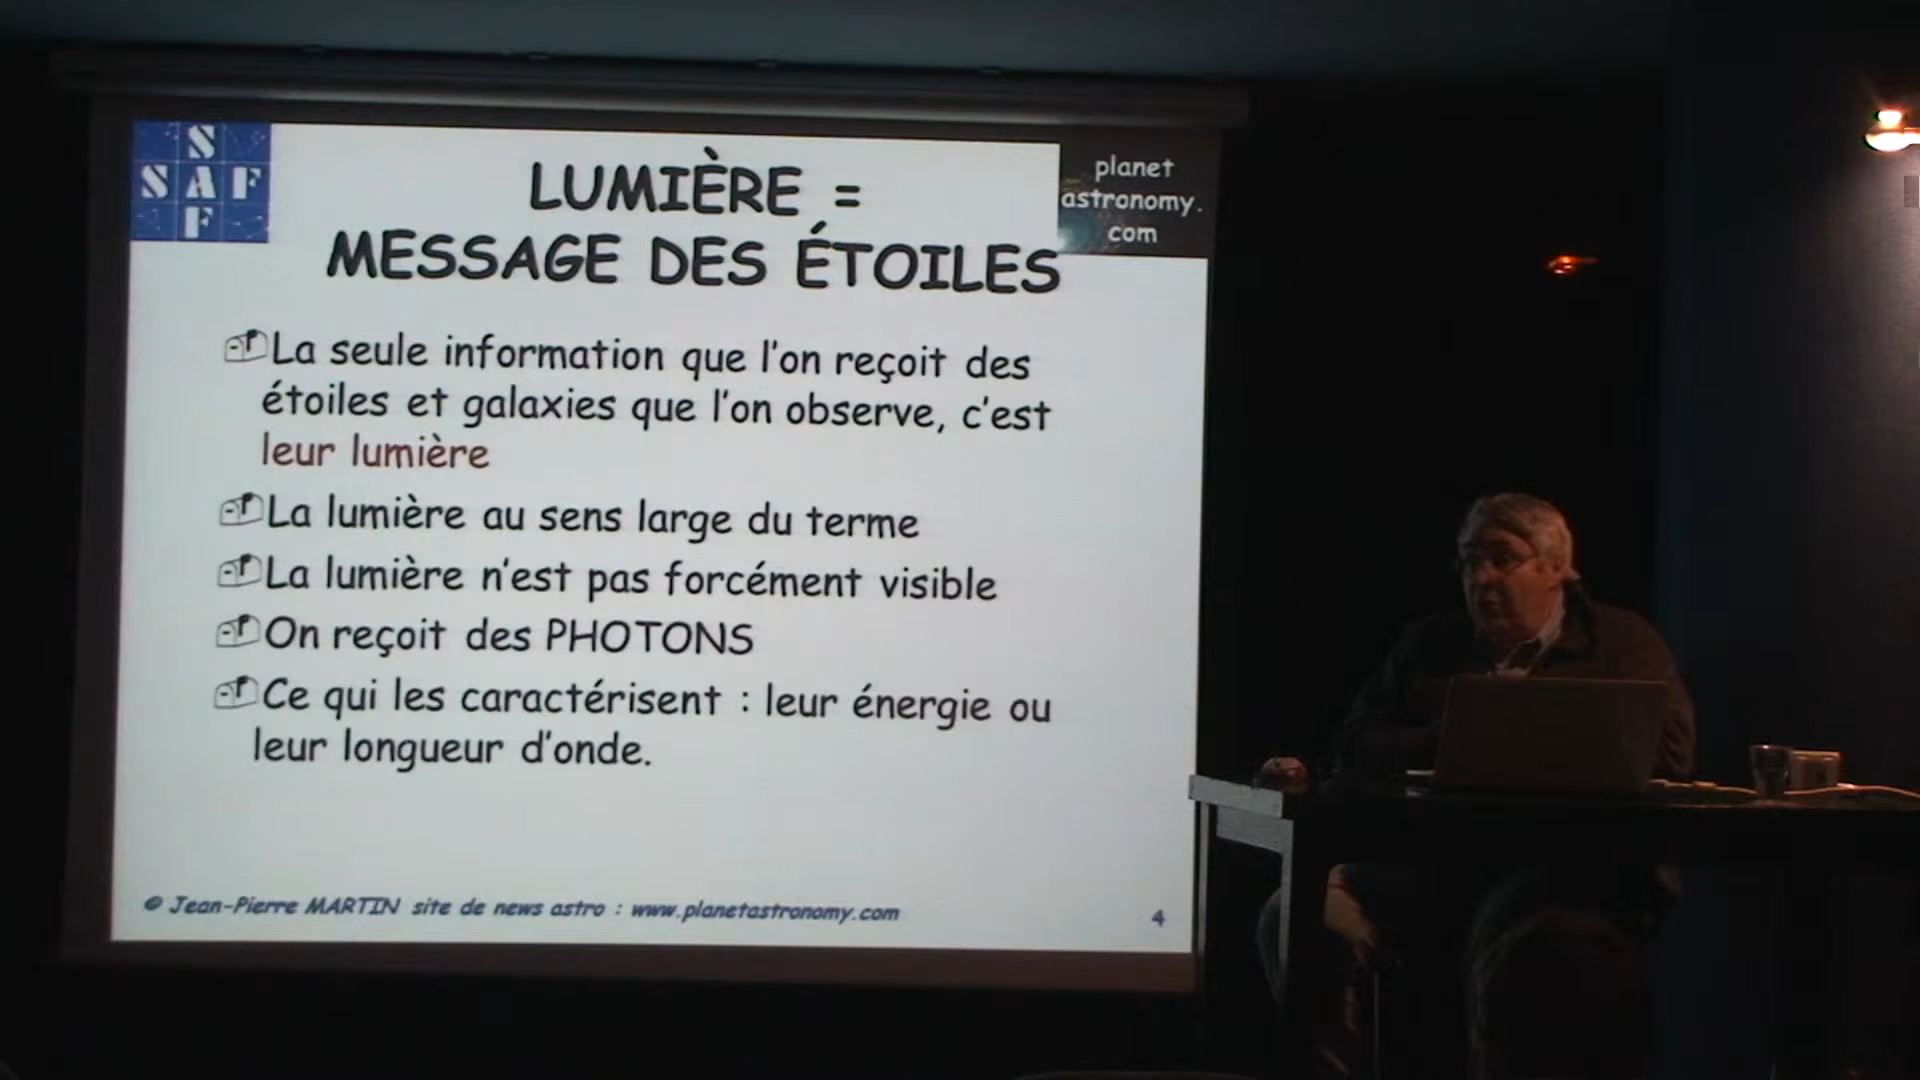 S
SAF
F
planet
astronomy.
com
LUMIÈRE =
MESSAGE DES ÉTOILES
La seule information que l'on reçoit des
étoiles et galaxies que l'on observe, c'est
leur lumière
La lumière au sens large du terme
La lumière n'est pas forcément visible
On reçoit des PHOTONS
Ce qui les caractérisent : leur énergie ou
leur longueur d'onde.
© Jean-Pierre MARTIN site de news astro : www.planetastronomy.com
4